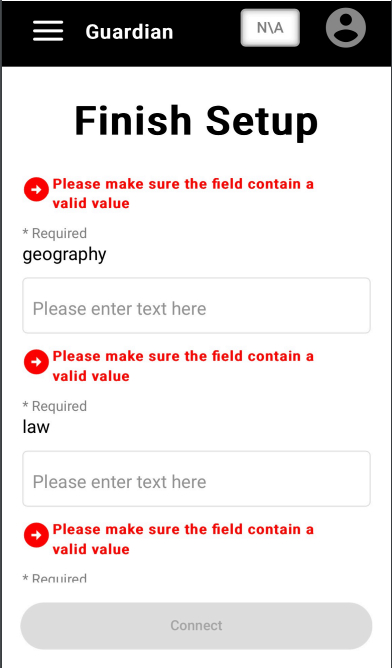 Guardian
N\A
Finish Setup
Please make sure the field contain a
valid value
* Required
geography
Please enter text here
Please make sure the field contain a
valid value
* Required
law
Please enter text here
Please make sure the field contain a
valid value
* Required
Connect